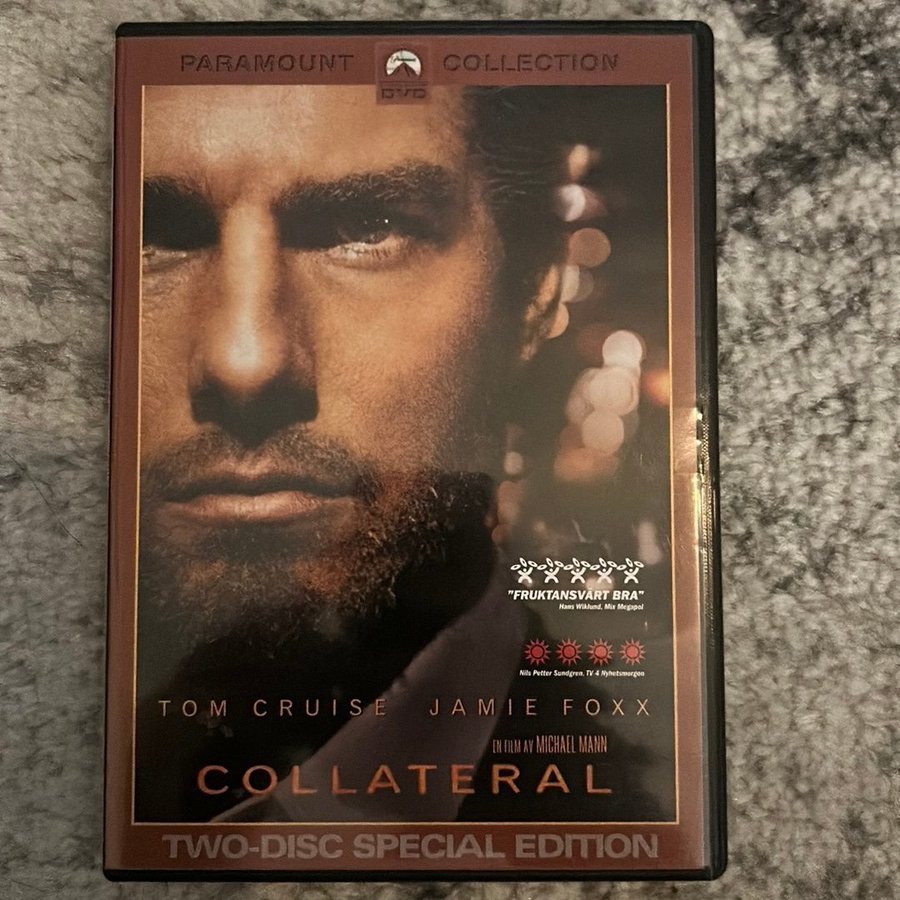 PARAMOUNT COLLECTION
Paramount
DVD
"FRUKTANSVÄRT BRA"
Hans Wiklund, Mix Megapol
Nils Petter Sundgren, TV 4 Nyhetsmorgon
TOM CRUISE JAMIE FOXX
EN FILM AV MICHAEL MANN
COLLATERAL
TWO-DISC SPECIAL EDITION